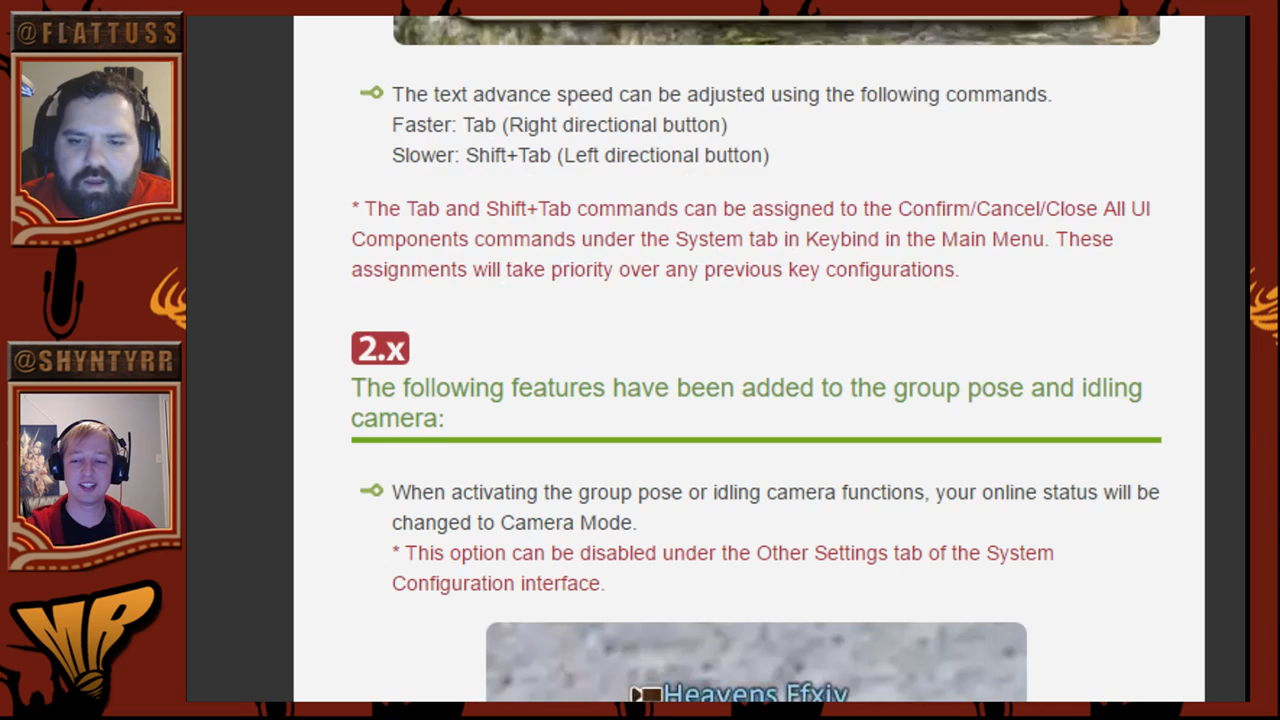 @FLATTUSS
The text advance speed can be adjusted using the following commands.
Faster: Tab (Right directional button)
Slower: Shift+Tab (Left directional button)
* The Tab and Shift+Tab commands can be assigned to the Confirm/Cancel/Close All UI
Components commands under the System tab in Keybind in the Main Menu. These
assignments will take priority over any previous key configurations.
@SHYNTYRR
2.x
The following features have been added to the group pose and idling
camera:
When activating the group pose or idling camera functions, your online status will be
changed to Camera Mode.
* This option can be disabled under the Other Settings tab of the System
Configuration interface.
MR
Heavens Ffxiv